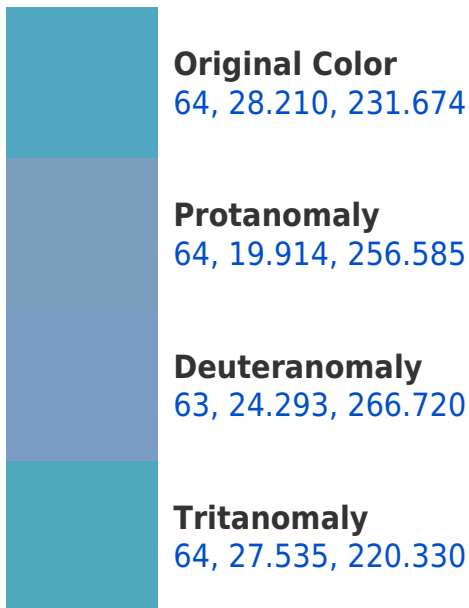 Original Color
64, 28.210, 231.674
Protanomaly
64, 19.914, 256.585
Deuteranomaly
63, 24.293, 266.720
Tritanomaly
64, 27.535, 220.330